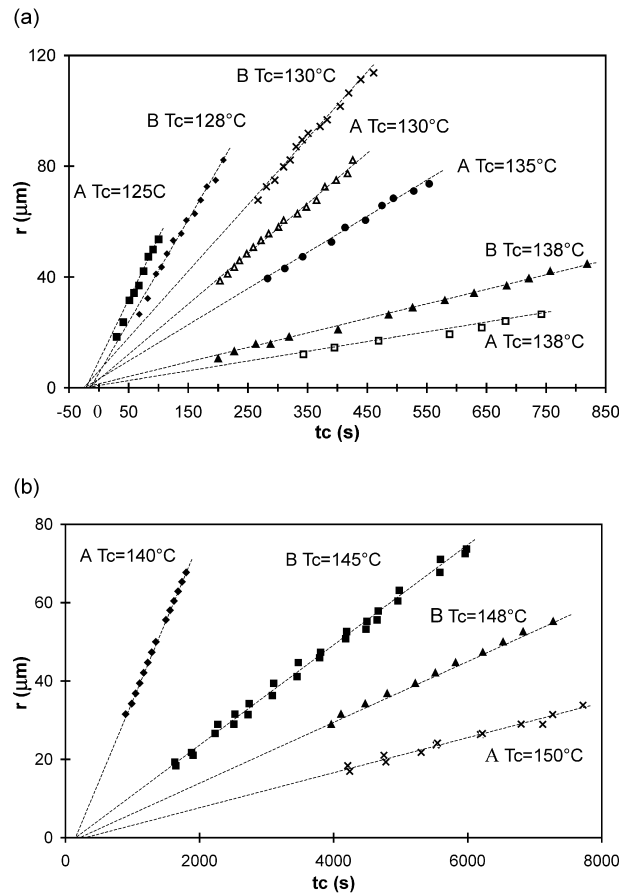 (a)
120
80
40
0
r (μm)
B Tc=130°C
B Tc=128°C
A Tc=130°C
A Tc=125C
A Tc=135°C
B Tc=138°C
A Tc=138°C
-50 0 50 150 250 350 450 550 650 750 850
tc (s)
(b)
80
60
40
20
0
r (μm)
A Tc=140°C
B Tc=145°C
B Tc=148°C
A Tc=150°C
0 2000 4000 6000 8000
tc (s)